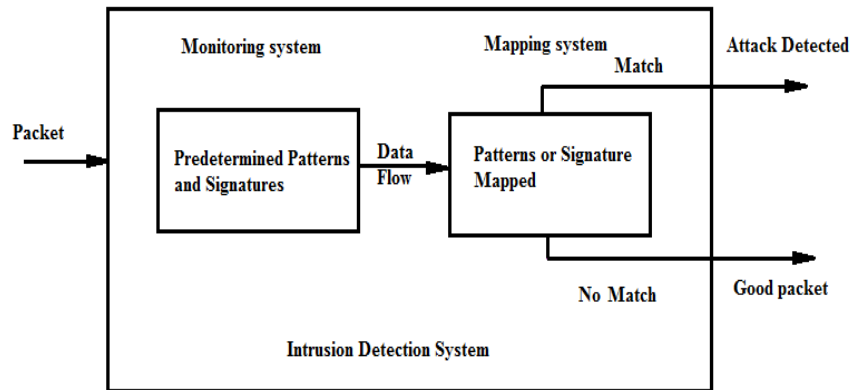 Monitoring system
Mapping system
Attack Detected
Match
Packet
Predetermined Patterns
and Signatures
Data
Flow
Patterns or Signature
Mapped
No Match
Good packet
Intrusion Detection System